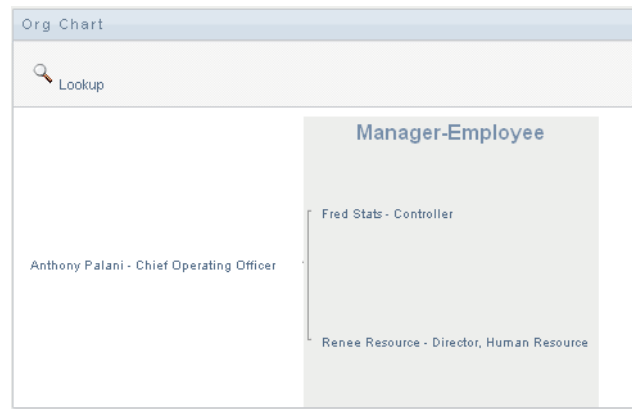 Org Chart
Lookup
Manager-Employee
Fred Stats - Controller
Anthony Palani - Chief Operating Officer
Renee Resource - Director, Human Resource